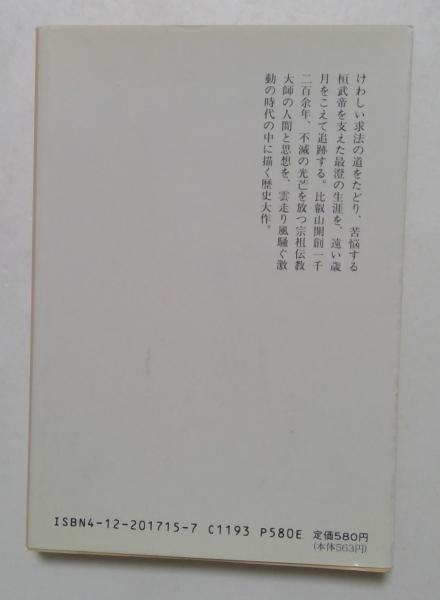 けわしい求法の道をたどり、苦悩する
桓武帝を支えた最澄の生涯を、遠い歳
月をこえて追跡する。比叡山開創一千
二百余年、不滅の光芒を放つ宗祖伝教
大師の人間と思想を、雲走り風騒ぐ激
動の時代の中に描く歴史大作。
ISBN4-12-201715-7 C1193 P580E 定価580円
(本体563円)